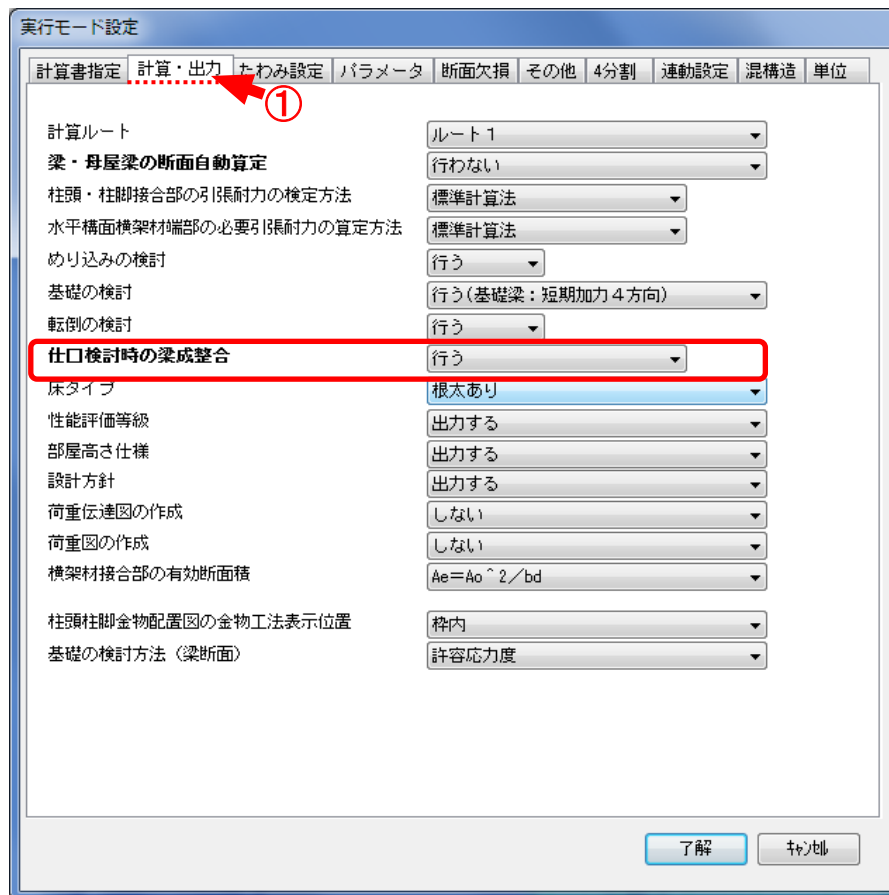 実行モード設定
計算書指定 計算・出力 たわみ設定 パラメータ 断面欠損 その他 4分割 連動設定 混構造 単位
①
計算ルート ルート1
梁・母屋梁の断面自動算定 行わない
柱頭・柱脚接合部の引張耐力の検定方法 標準計算法
水平構面横架材端部の必要引張耐力の算定方法 標準計算法
めり込みの検討 行う
基礎の検討 行う(基礎梁:短期加力4方向)
転倒の検討 行う
仕口検討時の梁成整合 行う
床タイプ 根太あり
性能評価等級 出力する
部屋高さ仕様 出力する
設計方針 出力する
荷重伝達図の作成 しない
荷重図の作成 しない
横架材接合部の有効断面積 Ae=Ao^2/bd
柱頭柱脚金物配置図の金物工法表示位置 枠内
基礎の検討方法(梁断面) 許容応力度
了解 キャンセル